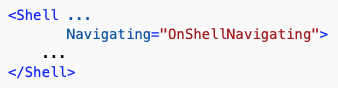 <Shell ...
       Navigating="OnShellNavigating">
    ...
</Shell>